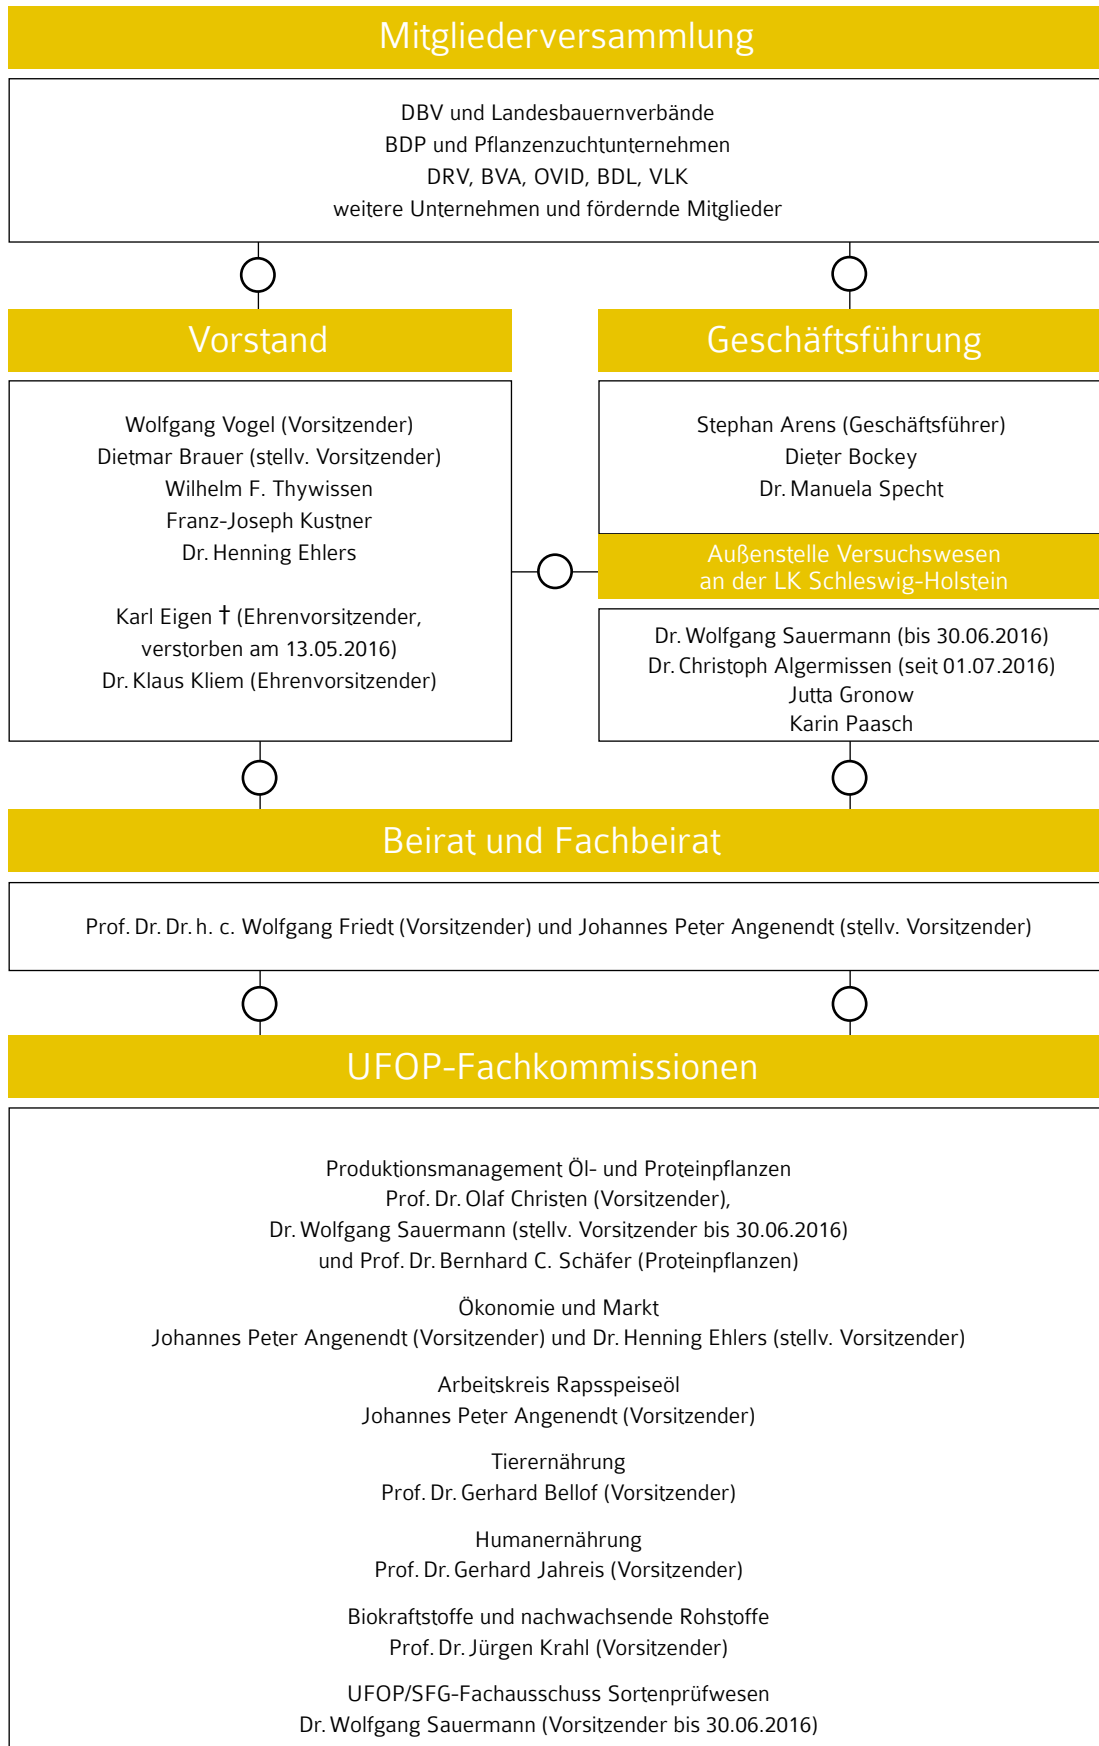 Mitgliederversammlung
DBV und Landesbauernverbände
BDP und Pflanzenzuchtunternehmen
DRV, BVA, OVID, BDL, VLK
weitere Unternehmen und fördernde Mitglieder
Vorstand
Wolfgang Vogel (Vorsitzender)
Dietmar Brauer (stellv. Vorsitzender)
Wilhelm F. Thywissen
Franz-Joseph Kustner
Dr. Henning Ehlers
Karl Eigen † (Ehrenvorsitzender,
verstorben am 13.05.2016)
Dr. Klaus Kliem (Ehrenvorsitzender)
Geschäftsführung
Stephan Arens (Geschäftsführer)
Dieter Bockey
Dr. Manuela Specht
Außenstelle Versuchswesen
an der LK Schleswig-Holstein
Dr. Wolfgang Sauermann (bis 30.06.2016)
Dr. Christoph Algermissen (seit 01.07.2016)
Jutta Gronow
Karin Paasch
Beirat und Fachbeirat
Prof. Dr. Dr. h. c. Wolfgang Friedt (Vorsitzender) und Johannes Peter Angenendt (stellv. Vorsitzender)
UFOP-Fachkommissionen
Produktionsmanagement Öl- und Proteinpflanzen
Prof. Dr. Olaf Christen (Vorsitzender),
Dr. Wolfgang Sauermann (stellv. Vorsitzender bis 30.06.2016)
und Prof. Dr. Bernhard C. Schäfer (Proteinpflanzen)
Ökonomie und Markt
Johannes Peter Angenendt (Vorsitzender) und Dr. Henning Ehlers (stellv. Vorsitzender)
Arbeitskreis Rapsspeiseöl
Johannes Peter Angenendt (Vorsitzender)
Tierernährung
Prof. Dr. Gerhard Bellof (Vorsitzender)
Humanernährung
Prof. Dr. Gerhard Jahreis (Vorsitzender)
Biokraftstoffe und nachwachsende Rohstoffe
Prof. Dr. Jürgen Krahl (Vorsitzender)
UFOP/SFG-Fachausschuss Sortenprüfwesen
Dr. Wolfgang Sauermann (Vorsitzender bis 30.06.2016)